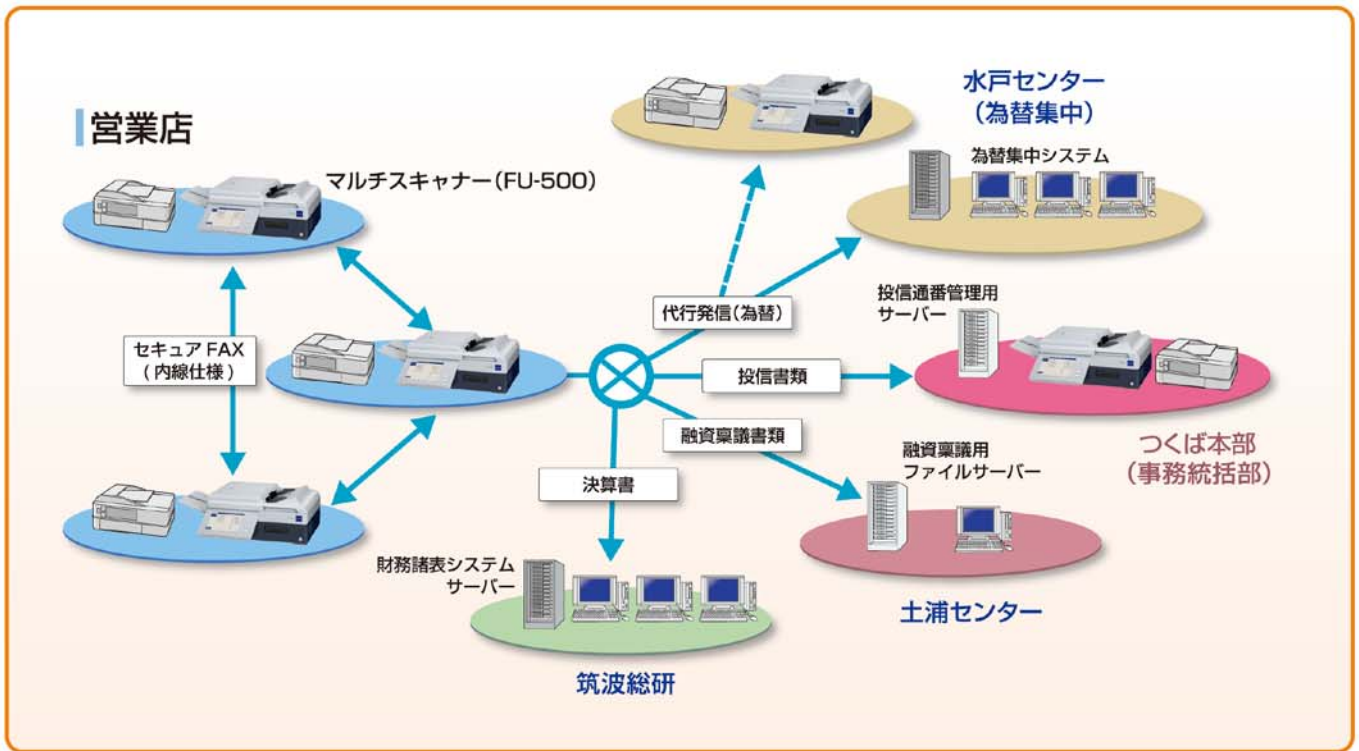 営業店
マルチスキャナー(FU-500)
セキュアFAX
(内線仕様)
水戸センター
(為替集中)
為替集中システム
代行発信(為替)
投信通番管理用
サーバー
投信書類
つくば本部
(事務統括部)
融資稟議書類
融資稟議用
ファイルサーバー
土浦センター
決算書
財務諸表システム
サーバー
筑波総研